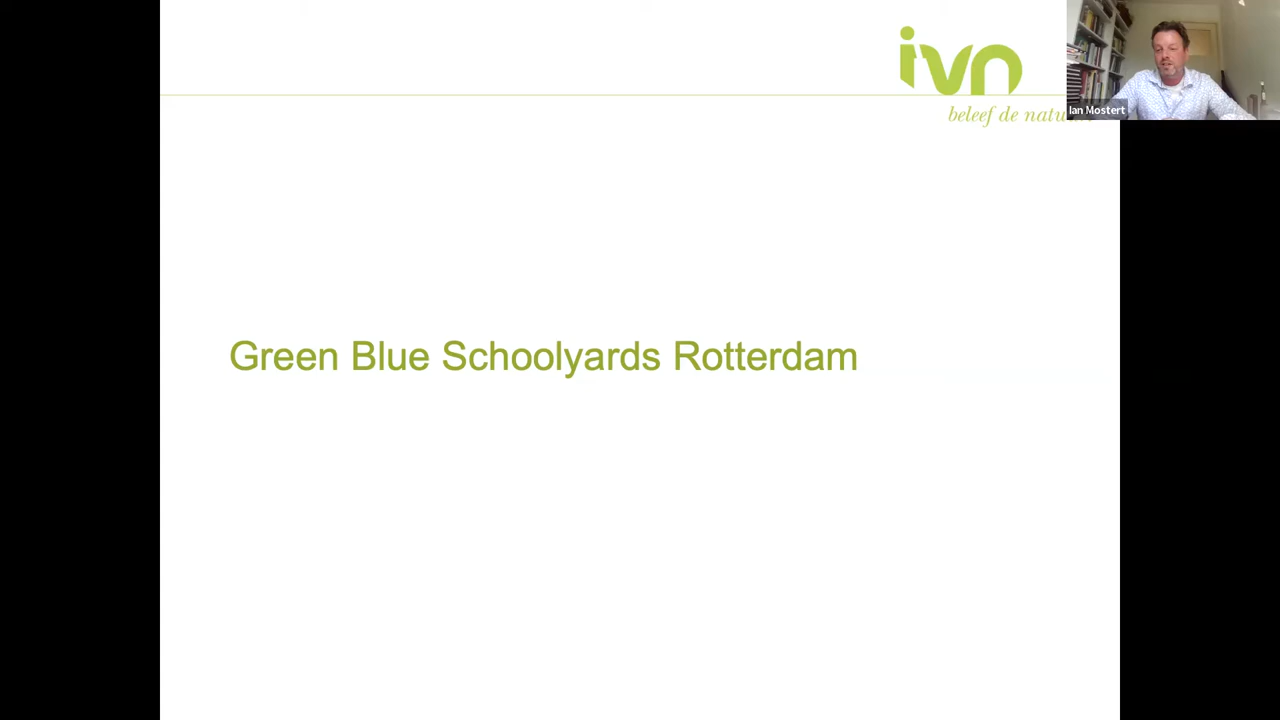 ivn
beleef de natu
Ian Mostert
Green Blue Schoolyards Rotterdam